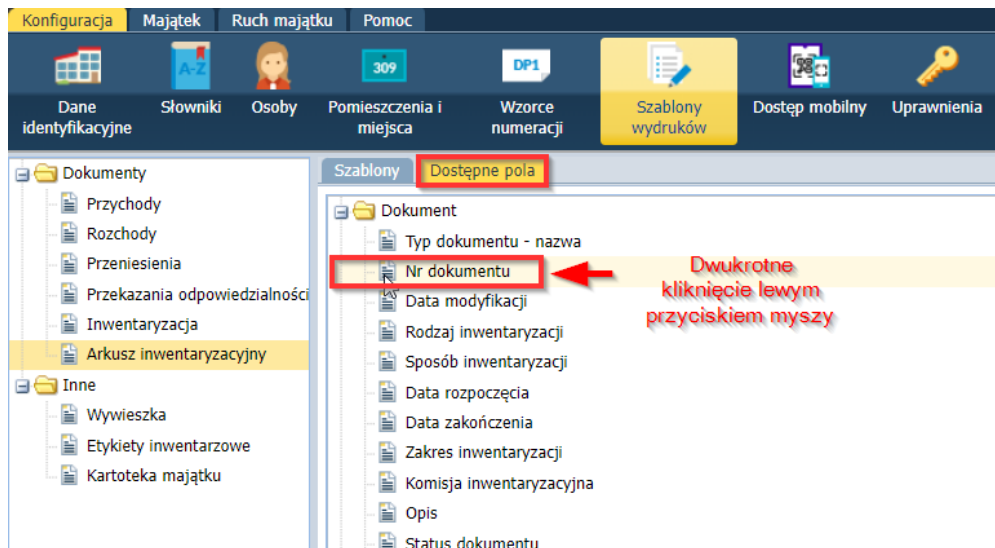 Konfiguracja Majątek Ruch majątku Pomoc
A-Z 309 DP1
Dane identyfikacyjne
Słowniki
Osoby
Pomieszczenia i miejsca
Wzorce numeracji
Szablony wydruków
Dostęp mobilny
Uprawnienia
Dokumenty
Przychody
Rozchody
Przeniesienia
Przekazania odpowiedzialności
Inwentaryzacja
Arkusz inwentaryzacyjny
Inne
Wywieszka
Etykiety inwentarzowe
Kartoteka majątku
Szablony Dostępne pola
Dokument
Typ dokumentu - nazwa
Nr dokumentu
Data modyfikacji
Rodzaj inwentaryzacji
Sposób inwentaryzacji
Data rozpoczęcia
Data zakończenia
Zakres inwentaryzacji
Komisja inwentaryzacyjna
Opis
Status dokumentu
Dwukrotne
kliknięcie lewym
przyciskiem myszy